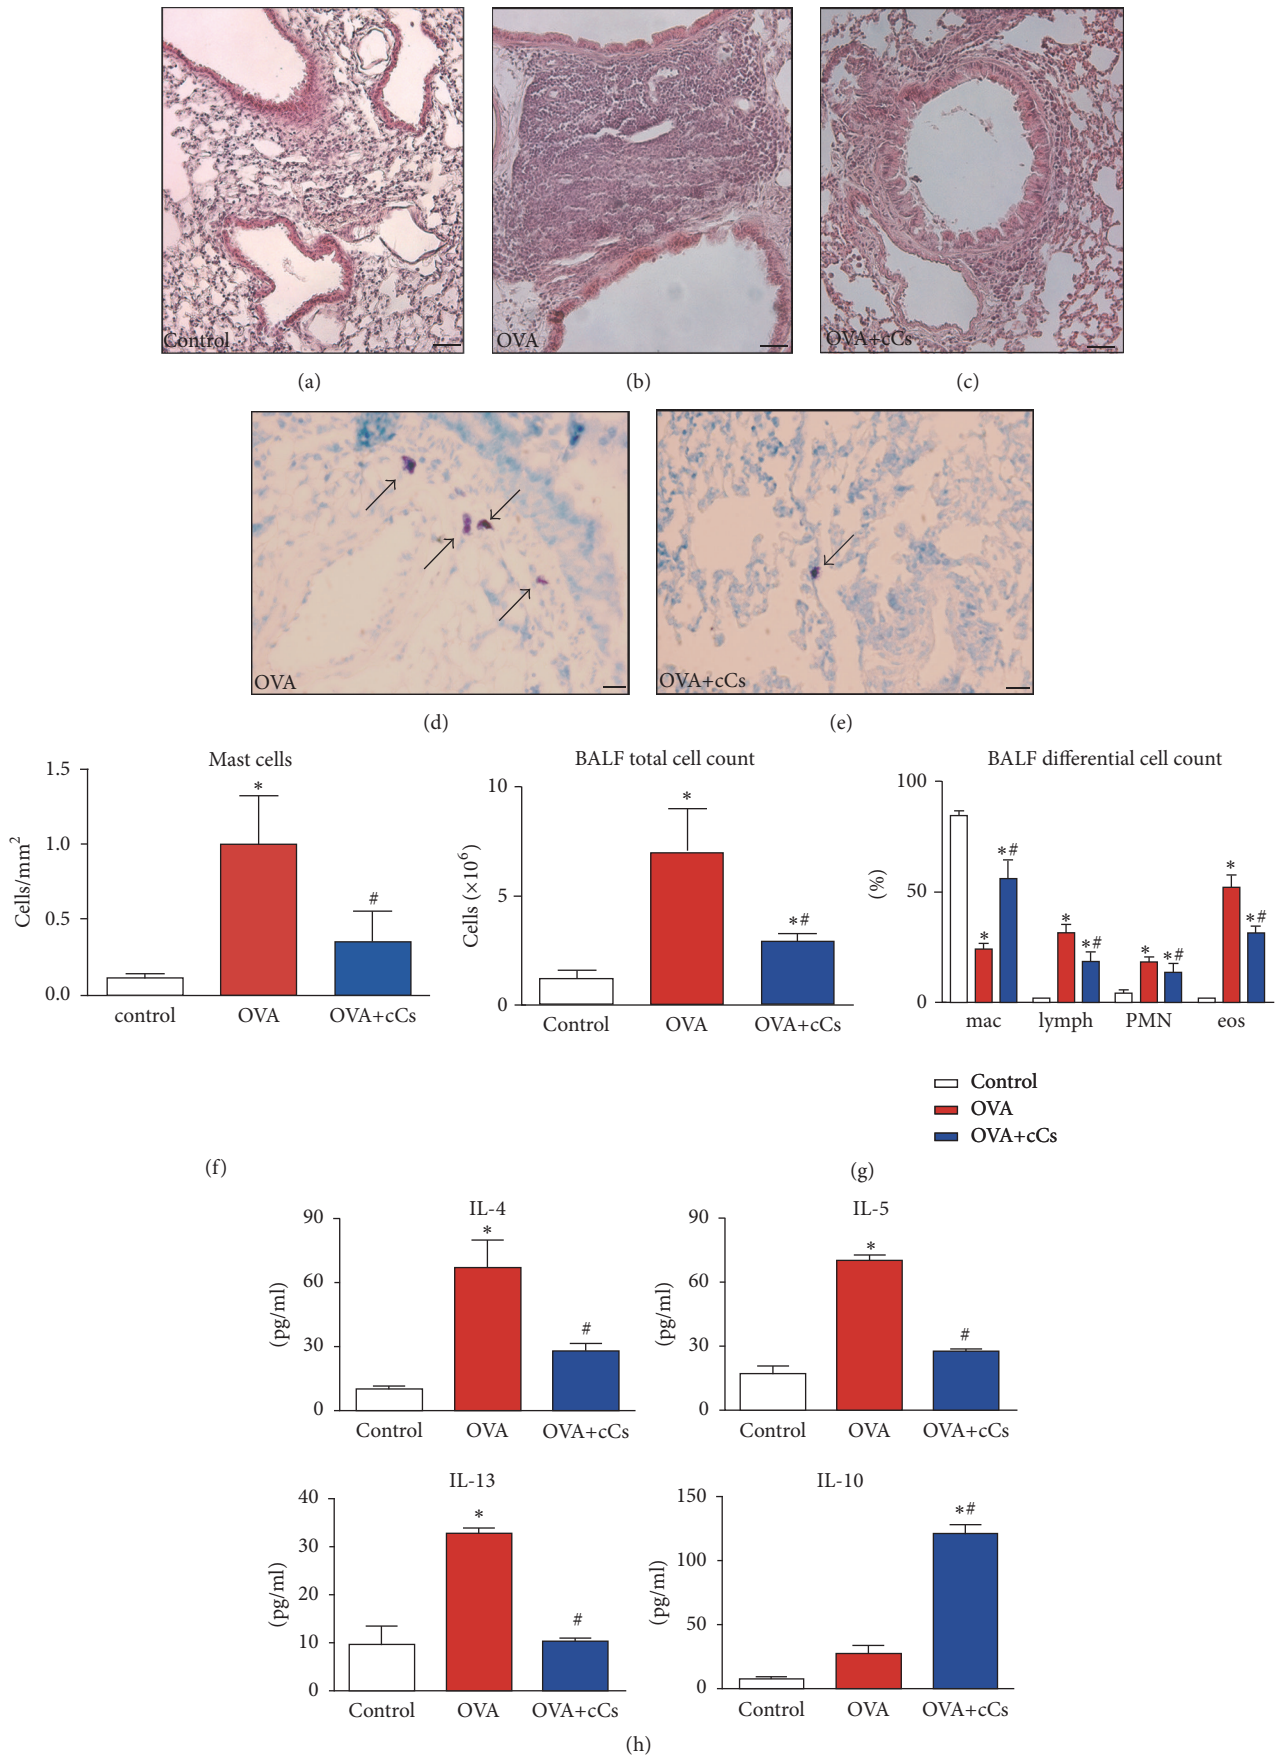 Control
OVA
OVA+cCs
(a)
(b)
(c)
OVA
OVA+cCs
(d)
(e)
Mast cells
1.5
1.0
0.5
0.0
Cells/mm²
*
#
control
OVA
OVA+cCs
(f)
BALF total cell count
10
5
0
Cells (×10⁶)
*
*#
Control
OVA
OVA+cCs
BALF differential cell count
100
50
0
(%)
*
*#
*
*#
*
*#
*
*#
mac
lymph
PMN
eos
Control
OVA
OVA+cCs
(g)
IL-4
90
60
30
0
(pg/ml)
*
#
Control
OVA
OVA+cCs
IL-5
90
60
30
0
(pg/ml)
*
#
Control
OVA
OVA+cCs
IL-13
40
30
20
10
0
(pg/ml)
*
#
Control
OVA
OVA+cCs
IL-10
150
100
50
0
(pg/ml)
*#
Control
OVA
OVA+cCs
(h)